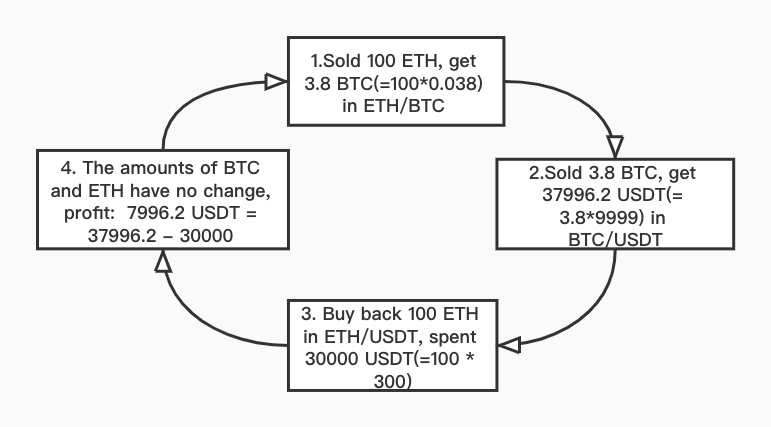 1.Sold 100 ETH, get
3.8 BTC(=100*0.038)
in ETH/BTC
2.Sold 3.8 BTC, get
37996.2 USDT(=
3.8*9999) in
BTC/USDT
3. Buy back 100 ETH
in ETH/USDT, spent
30000 USDT(=100 *
300)
4. The amounts of BTC
and ETH have no change,
profit:  7996.2 USDT =
37996.2 – 30000